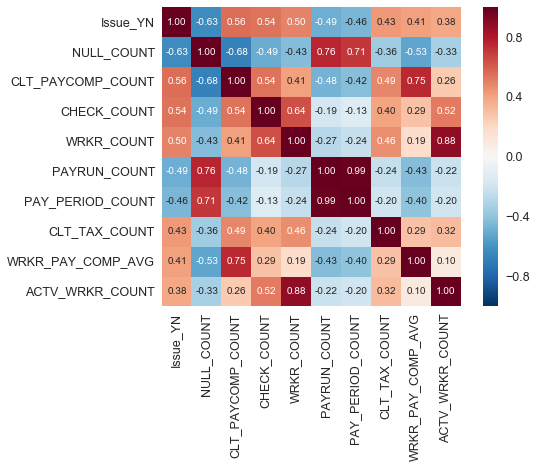 Issue_YN 1.00 -0.63 0.56 0.54 0.50 -0.49 -0.46 0.43 0.41 0.38
NULL_COUNT -0.63 1.00 -0.68 -0.49 -0.43 0.76 0.71 -0.36 -0.53 -0.33
CLT_PAYCOMP_COUNT 0.56 -0.68 1.00 0.54 0.41 -0.48 -0.42 0.49 0.75 0.26
CHECK_COUNT 0.54 -0.49 0.54 1.00 0.64 -0.19 -0.13 0.40 0.29 0.52
WRKR_COUNT 0.50 -0.43 0.41 0.64 1.00 -0.27 -0.24 0.46 0.19 0.88
PAYRUN_COUNT -0.49 0.76 -0.48 -0.19 -0.27 1.00 0.99 -0.24 -0.43 -0.22
PAY_PERIOD_COUNT -0.46 0.71 -0.42 -0.13 -0.24 0.99 1.00 -0.20 -0.40 -0.20
CLT_TAX_COUNT 0.43 -0.36 0.49 0.40 0.46 -0.24 -0.20 1.00 0.29 0.32
WRKR_PAY_COMP_AVG 0.41 -0.53 0.75 0.29 0.19 -0.43 -0.40 0.29 1.00 0.10
ACTV_WRKR_COUNT 0.38 -0.33 0.26 0.52 0.88 -0.22 -0.20 0.32 0.10 1.00
Issue_YN
NULL_COUNT
CLT_PAYCOMP_COUNT
CHECK_COUNT
WRKR_COUNT
PAYRUN_COUNT
PAY_PERIOD_COUNT
CLT_TAX_COUNT
WRKR_PAY_COMP_AVG
ACTV_WRKR_COUNT
0.8
0.4
0.0
−0.4
−0.8